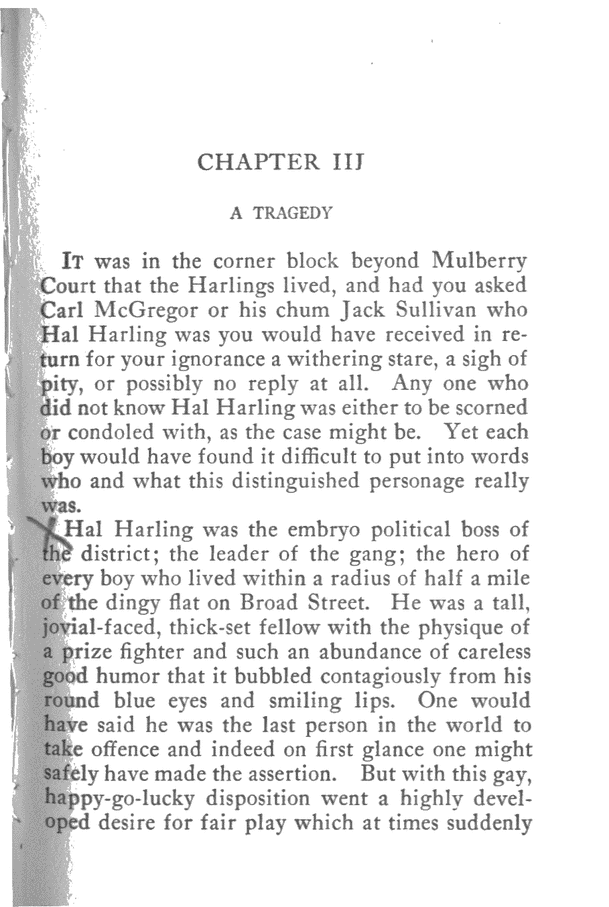 CHAPTER III
A TRAGEDY
IT was in the corner block beyond Mulberry
Court that the Harlings lived, and had you asked
Carl McGregor or his chum Jack Sullivan who
Hal Harling was you would have received in re-
turn for your ignorance a withering stare, a sigh of
pity, or possibly no reply at all. Any one who
did not know Hal Harling was either to be scorned
or condoled with, as the case might be. Yet each
boy would have found it difficult to put into words
who and what this distinguished personage really
was.
Hal Harling was the embryo political boss of
the district; the leader of the gang; the hero of
every boy who lived within a radius of half a mile
of the dingy flat on Broad Street. He was a tall,
jovial-faced, thick-set fellow with the physique of
a prize fighter and such an abundance of careless
good humor that it bubbled contagiously from his
round blue eyes and smiling lips. One would
have said he was the last person in the world to
take offence and indeed on first glance one might
safely have made the assertion. But with this gay,
happy-go-lucky disposition went a highly devel-
oped desire for fair play which at times suddenly